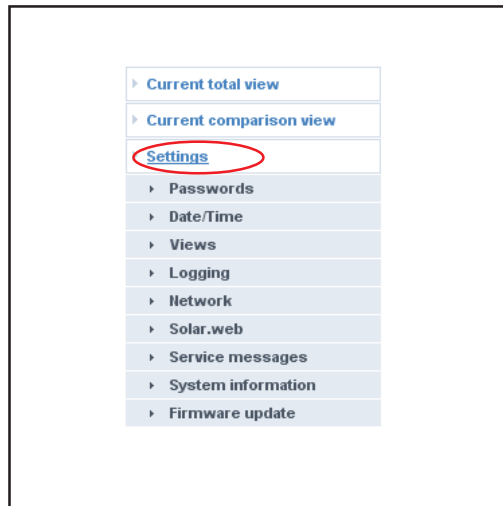 Current total view
Current comparison view
Settings
Passwords
Date/Time
Views
Logging
Network
Solar.web
Service messages
System information
Firmware update